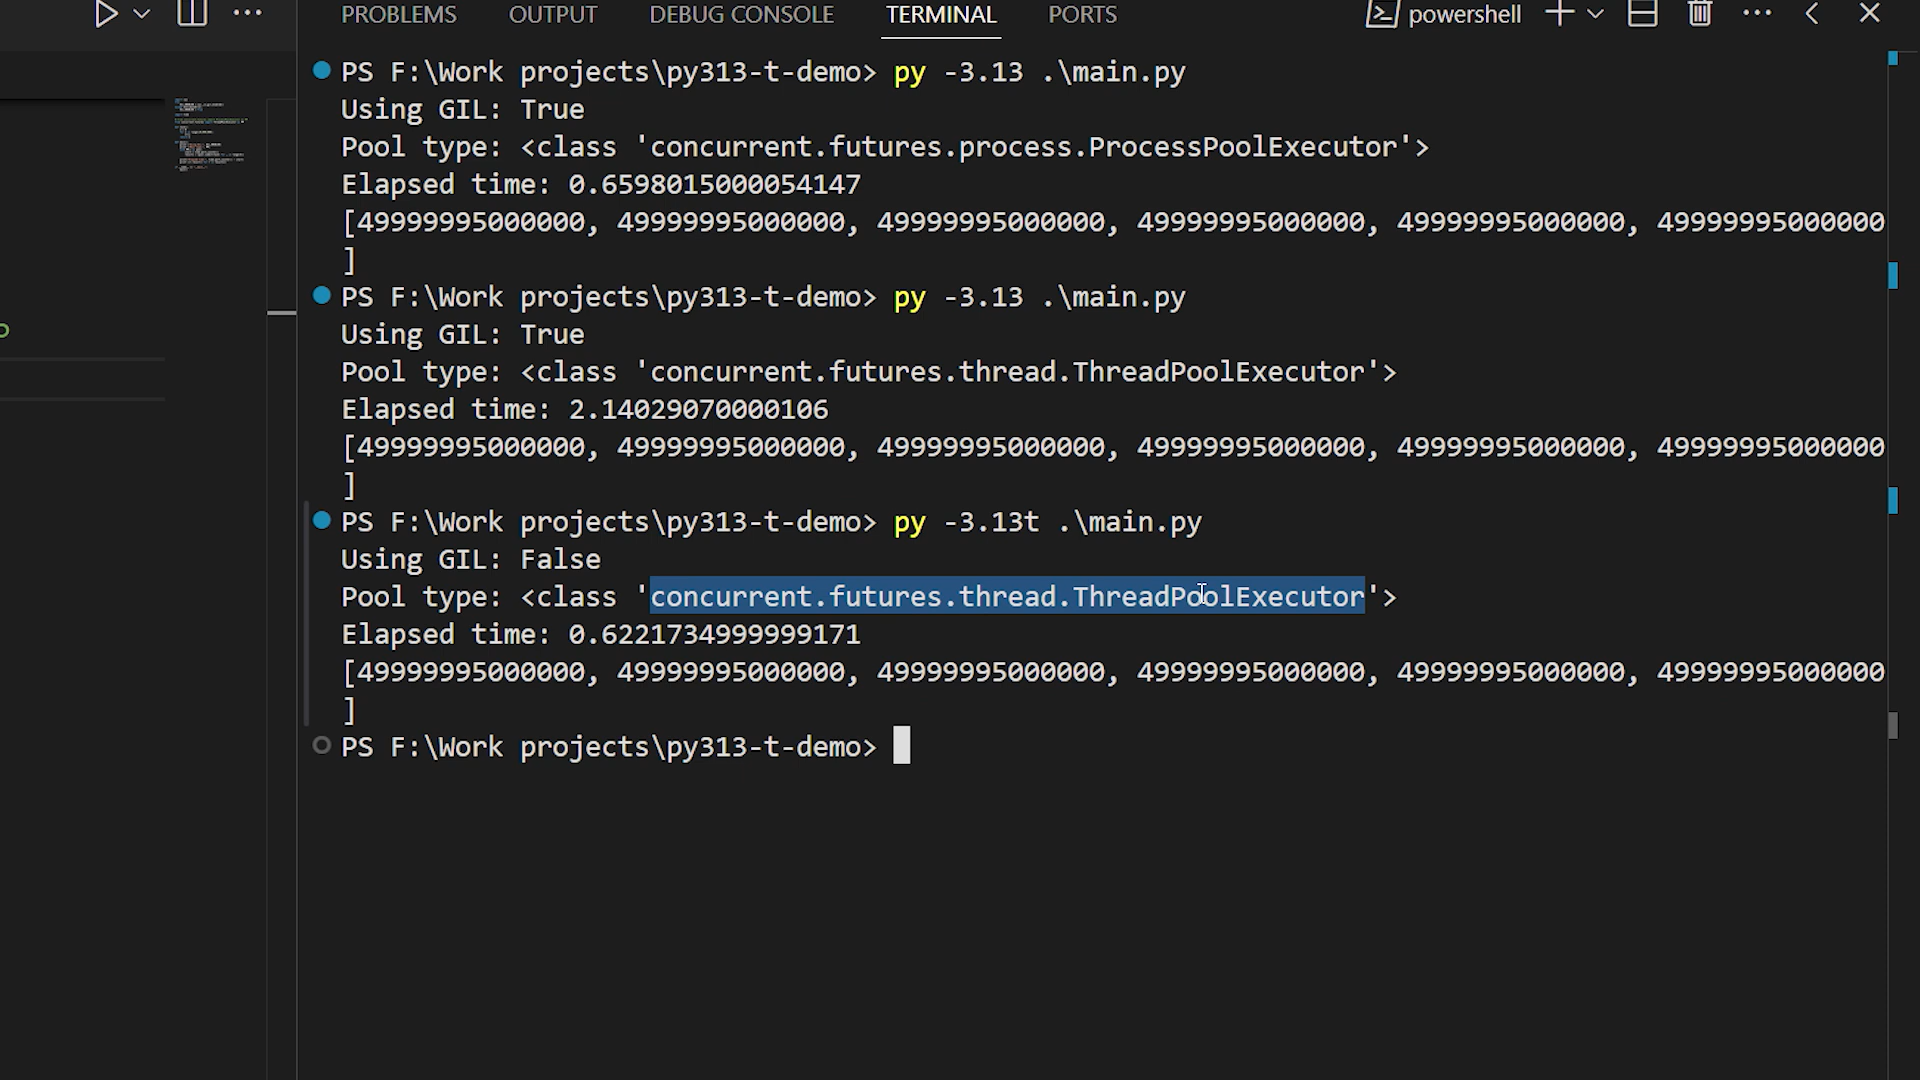 PROBLEMS OUTPUT DEBUG CONSOLE TERMINAL PORTS powershell
PS F:\Work projects\py313-t-demo> py -3.13 .\main.py
Using GIL: True
Pool type: <class 'concurrent.futures.process.ProcessPoolExecutor'>
Elapsed time: 0.6598015000054147
[49999995000000, 49999995000000, 49999995000000, 49999995000000, 49999995000000, 49999995000000
]
PS F:\Work projects\py313-t-demo> py -3.13 .\main.py
Using GIL: True
Pool type: <class 'concurrent.futures.thread.ThreadPoolExecutor'>
Elapsed time: 2.14029070000106
[49999995000000, 49999995000000, 49999995000000, 49999995000000, 49999995000000, 49999995000000
]
PS F:\Work projects\py313-t-demo> py -3.13t .\main.py
Using GIL: False
Pool type: <class 'concurrent.futures.thread.ThreadPoolExecutor'>
Elapsed time: 0.6221734999999171
[49999995000000, 49999995000000, 49999995000000, 49999995000000, 49999995000000, 49999995000000
]
PS F:\Work projects\py313-t-demo>